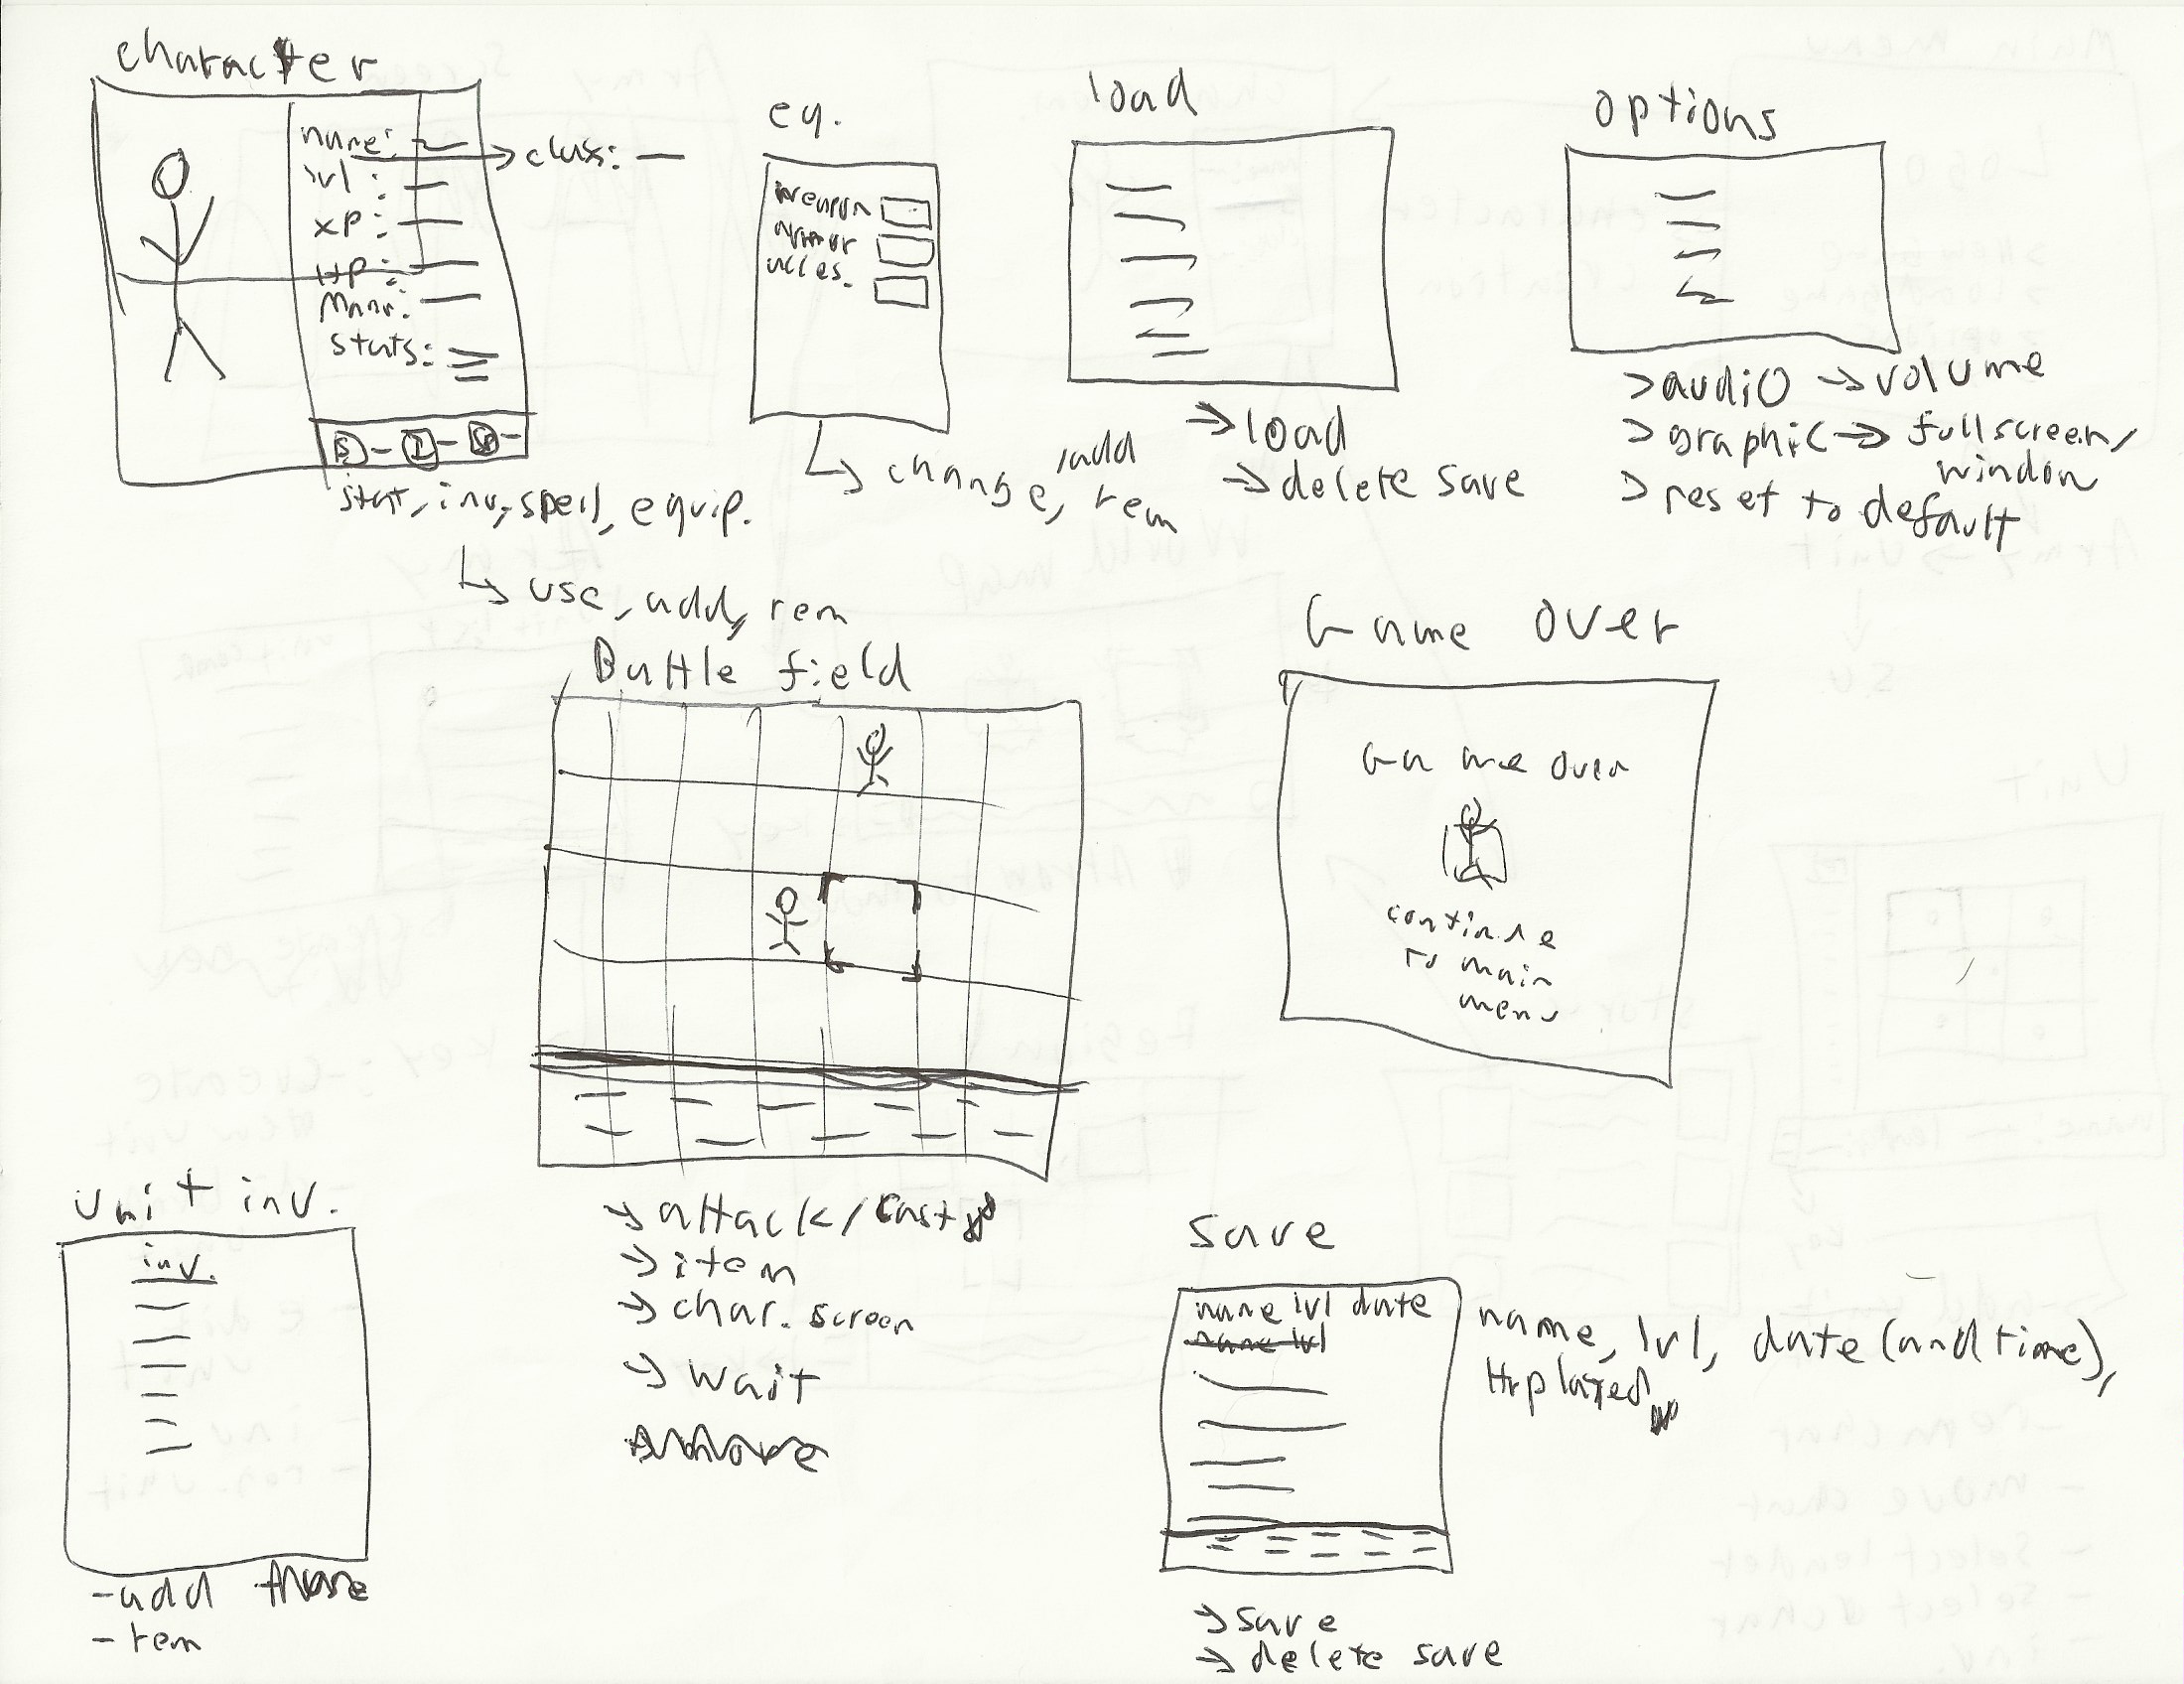 character
name:
class:
lvl:
xp:
HP:
Mana:
stats:
S I Sp
stat, inv, spell, equip.
use, add, rem
eq.
weapon
armor
acces.
change, /add
rem
load
load
delete save
options
>audio → volume
>graphic → fullscreen/
window
>reset to default
Battle field
attack/cast
item
char. screen
wait
Game over
Game over
continue
to main
menu
unit inv.
inv.
-add
-rem
save
name lvl date
name lvl
name, lvl, date (and time),
Hr played
save
delete save